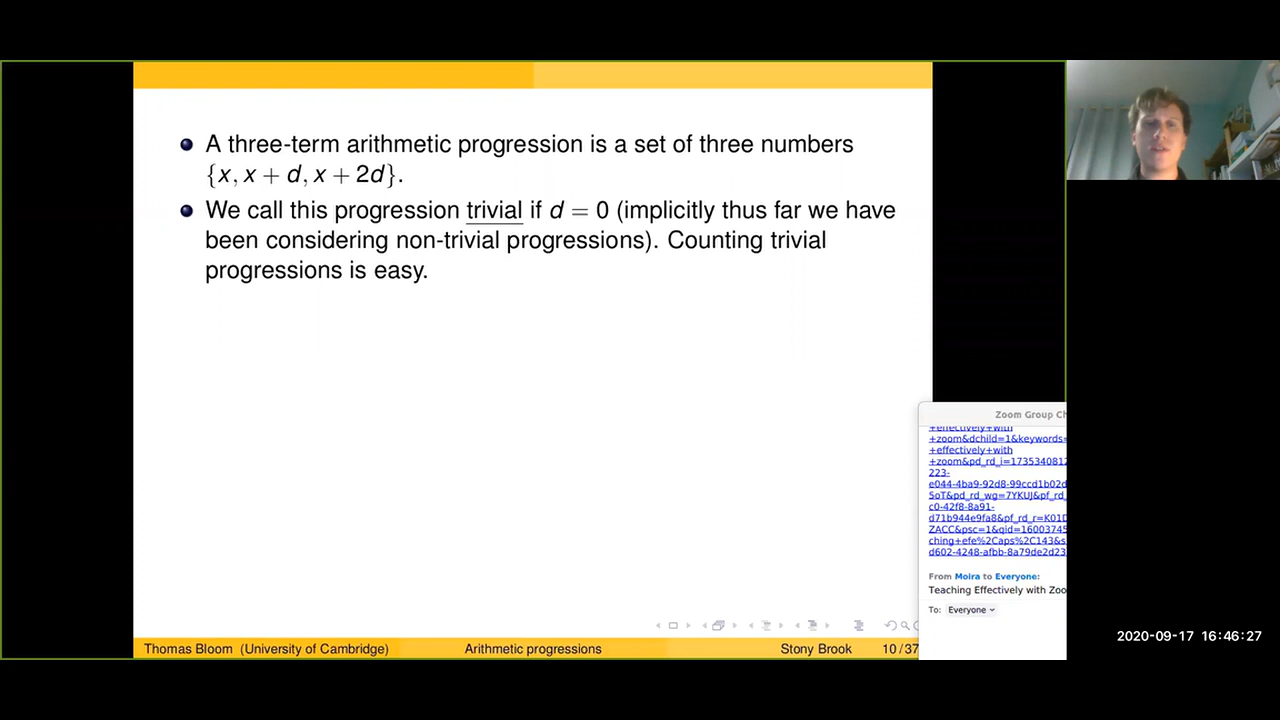 A three-term arithmetic progression is a set of three numbers
{x, x + d, x + 2d}.
We call this progression trivial if d = 0 (implicitly thus far we have
been considering non-trivial progressions). Counting trivial
progressions is easy.
Zoom Group Ch
+effectively+with
+zoom&dchild=1&keywords=
+effectively+with
+zoom&pd_rd_i=1735340812
223-
e044-4ba9-92d8-99ccd1b02d
5oT&pd_rd_wg=7YKUJ&pf_rd_
c0-42f8-8a91-
d71b944e9fa8&pf_rd_r=K01D
ZACC&psc=1&qid=16003745
ching+efe%2Caps%2C143&s
d602-4248-afbb-8a79de2d23
From Moira to Everyone:
Teaching Effectively with Zoo
To: Everyone
Thomas Bloom (University of Cambridge)
Arithmetic progressions
Stony Brook
10 / 37
2020-09-17 16:46:27